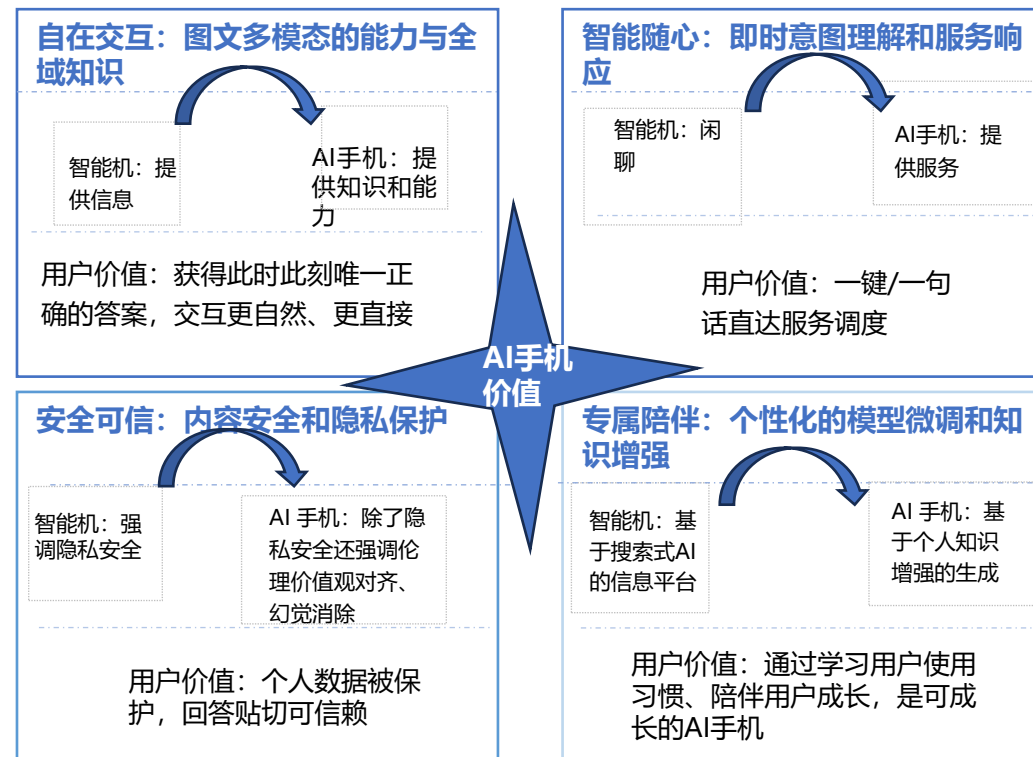 自在交互：图文多模态的能力与全
域知识
智能机：提
供信息
AI手机：提
供知识和能
力
用户价值：获得此时此刻唯一正
确的答案，交互更自然、更直接
智能随心：即时意图理解和服务响
应
智能机：闲
聊
AI手机：提
供服务
用户价值：一键/一句
话直达服务调度
AI手机
价值
安全可信：内容安全和隐私保护
智能机：强
调隐私安全
AI 手机：除了隐
私安全还强调伦
理价值观对齐、
幻觉消除
用户价值：个人数据被保
护，回答贴切可信赖
专属陪伴：个性化的模型微调和知
识增强
智能机：基
于搜索式AI
的信息平台
AI 手机：基
于个人知识
增强的生成
用户价值：通过学习用户使用
习惯、陪伴用户成长，是可成
长的AI手机